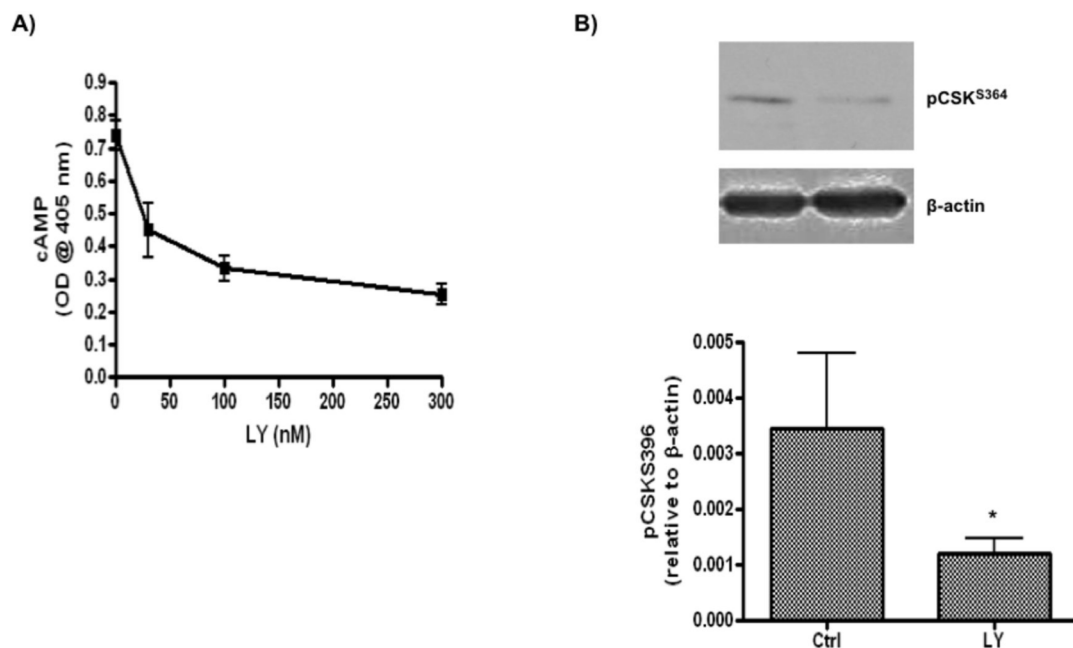 A)
0.9
0.8
0.7
0.6
0.5
0.4
0.3
0.2
0.1
0.0
cAMP
(OD @ 405 nm)
0 50 100 150 200 250 300
LY (nM)
B)
pCSKS364
β-actin
0.005
0.004
0.003
0.002
0.001
0.000
pCSKS396
(relative to β-actin)
*
Ctrl LY